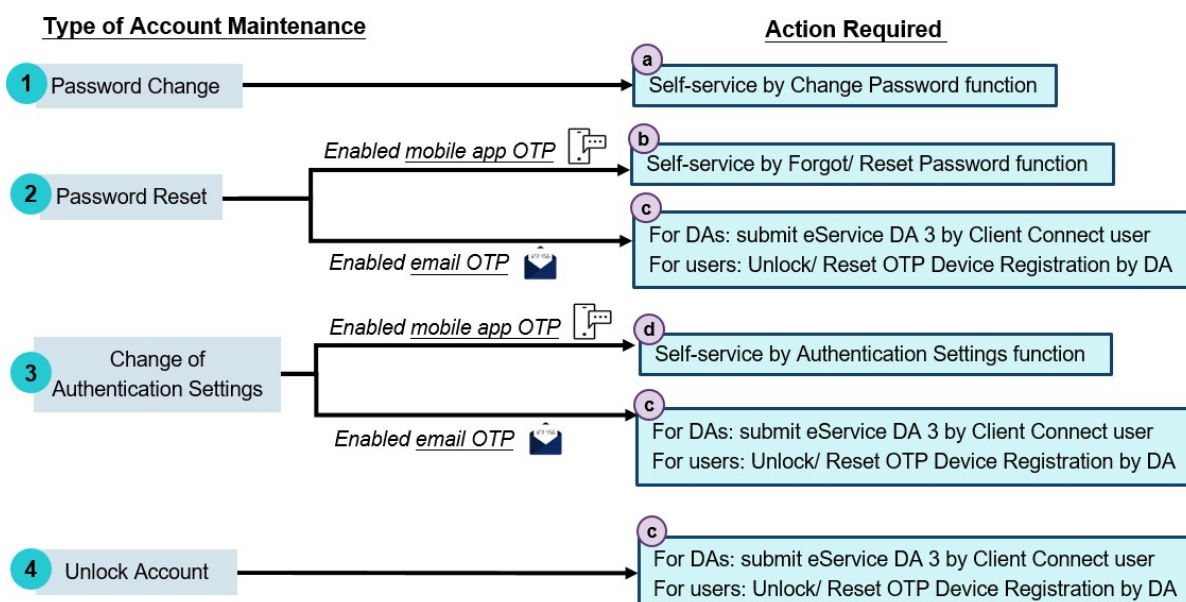 Type of Account Maintenance
Action Required
1
Password Change
a
Self-service by Change Password function
2
Password Reset
Enabled mobile app OTP
b
Self-service by Forgot/ Reset Password function
Enabled email OTP
c
For DAs: submit eService DA 3 by Client Connect user
For users: Unlock/ Reset OTP Device Registration by DA
3
Change of
Authentication Settings
Enabled mobile app OTP
d
Self-service by Authentication Settings function
Enabled email OTP
c
For DAs: submit eService DA 3 by Client Connect user
For users: Unlock/ Reset OTP Device Registration by DA
4
Unlock Account
c
For DAs: submit eService DA 3 by Client Connect user
For users: Unlock/ Reset OTP Device Registration by DA